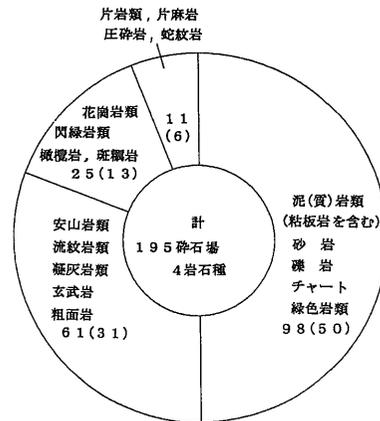 片岩類,片麻岩
圧砕岩,蛇紋岩
11
(6)
花崗岩類
閃緑岩類
橄欖岩,斑糲岩
25(13)
安山岩類
流紋岩類
凝灰岩類
玄武岩
粗面岩
61(31)
計
195砕石場
4岩石種
泥(質)岩類
(粘板岩を含む)
砂 岩
礫 岩
チャート
緑色岩類
98(50)